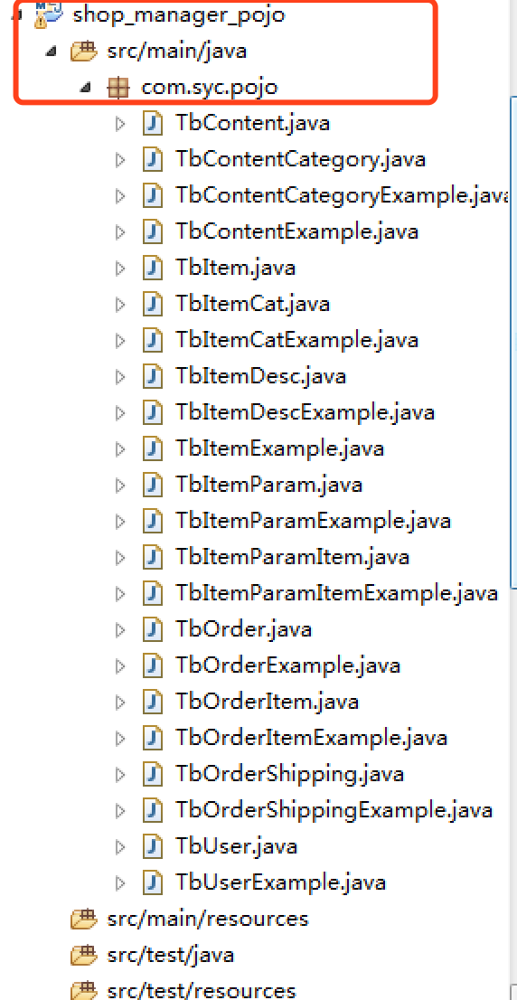 shop_manager_pojo
src/main/java
com.syc.pojo
TbContent.java
TbContentCategory.java
TbContentCategoryExample.java
TbContentExample.java
TbItem.java
TbItemCat.java
TbItemCatExample.java
TbItemDesc.java
TbItemDescExample.java
TbItemExample.java
TbItemParam.java
TbItemParamExample.java
TbItemParamItem.java
TbItemParamItemExample.java
TbOrder.java
TbOrderExample.java
TbOrderItem.java
TbOrderItemExample.java
TbOrderShipping.java
TbOrderShippingExample.java
TbUser.java
TbUserExample.java
src/main/resources
src/test/java
src/test/resources